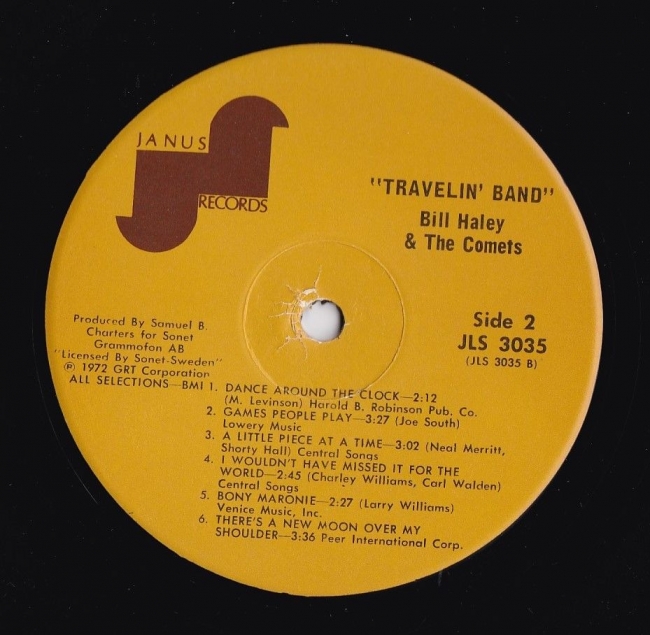 JANUS
RECORDS
"TRAVELIN' BAND"
Bill Haley
& The Comets
Side 2
JLS 3035
(JLS 3035 B)
Produced By Samuel B.
Charters for Sonet
Grammofon AB
"Licensed By Sonet-Sweden"
℗ 1972 GRT Corporation
ALL SELECTIONS—BMI
1. DANCE AROUND THE CLOCK—2:12
(M. Levinson) Harold B. Robinson Pub. Co.
2. GAMES PEOPLE PLAY—3:27 (Joe South)
Lowery Music
3. A LITTLE PIECE AT A TIME—3:02 (Neal Merritt,
Shorty Hall) Central Songs
4. I WOULDN'T HAVE MISSED IT FOR THE
WORLD—2:45 (Charley Williams, Carl Walden)
Central Songs
5. BONY MARONIE—2:27 (Larry Williams)
Venice Music, Inc.
6. THERE'S A NEW MOON OVER MY
SHOULDER—3:36 Peer International Corp.